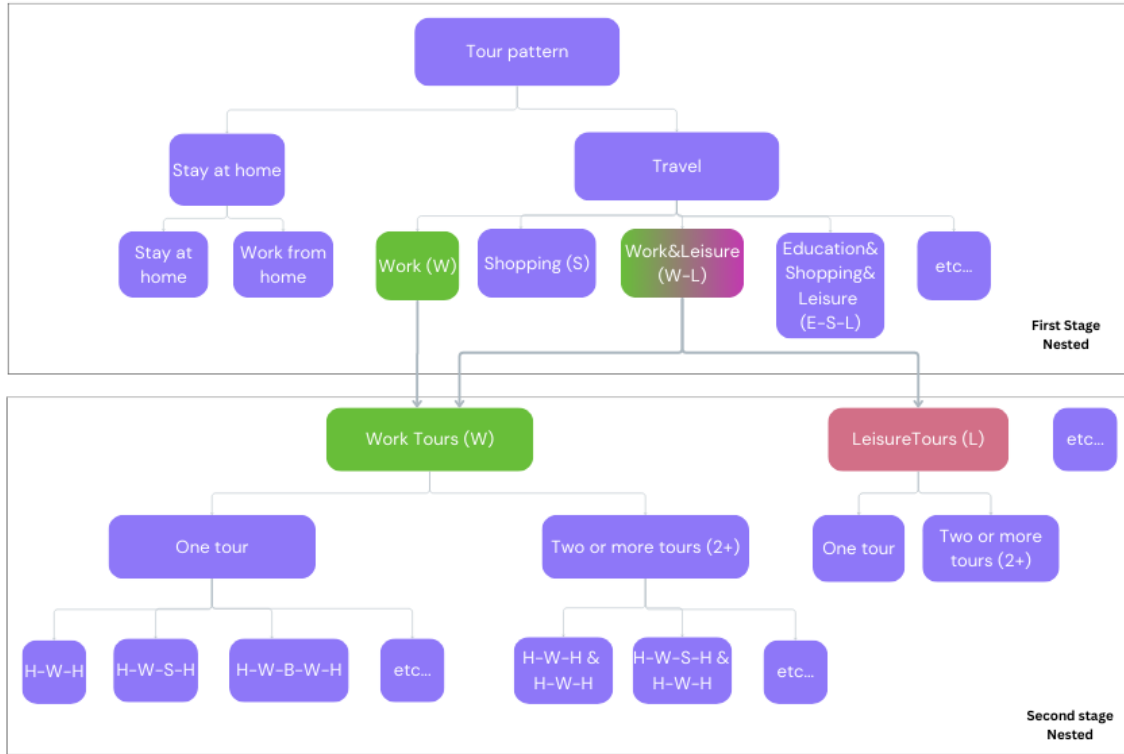 Tour pattern
Stay at home
Travel
Stay at
home
Work from
home
Work (W)
Shopping (S)
Work&Leisure
(W-L)
Education&
Shopping&
Leisure
(E-S-L)
etc...
First Stage
Nested
Work Tours (W)
LeisureTours (L)
etc...
One tour
Two or more tours (2+)
One tour
Two or more
tours (2+)
H-W-H
H-W-S-H
H-W-B-W-H
etc...
H-W-H &
H-W-H
H-W-S-H &
H-W-H
etc...
Second stage
Nested